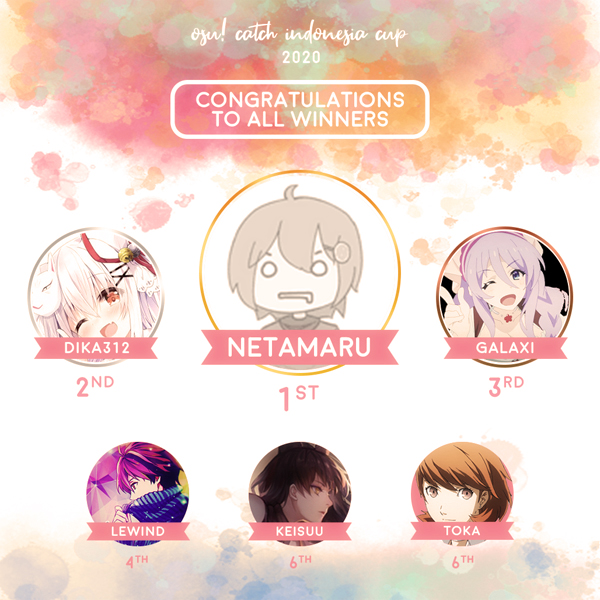 osu! catch indonesia cup
2020
CONGRATULATIONS
TO ALL WINNERS
NETAMARU
1ST
DIKA312
2ND
GALAXI
3RD
LEWIND
4TH
KEISUU
6TH
TOKA
6TH